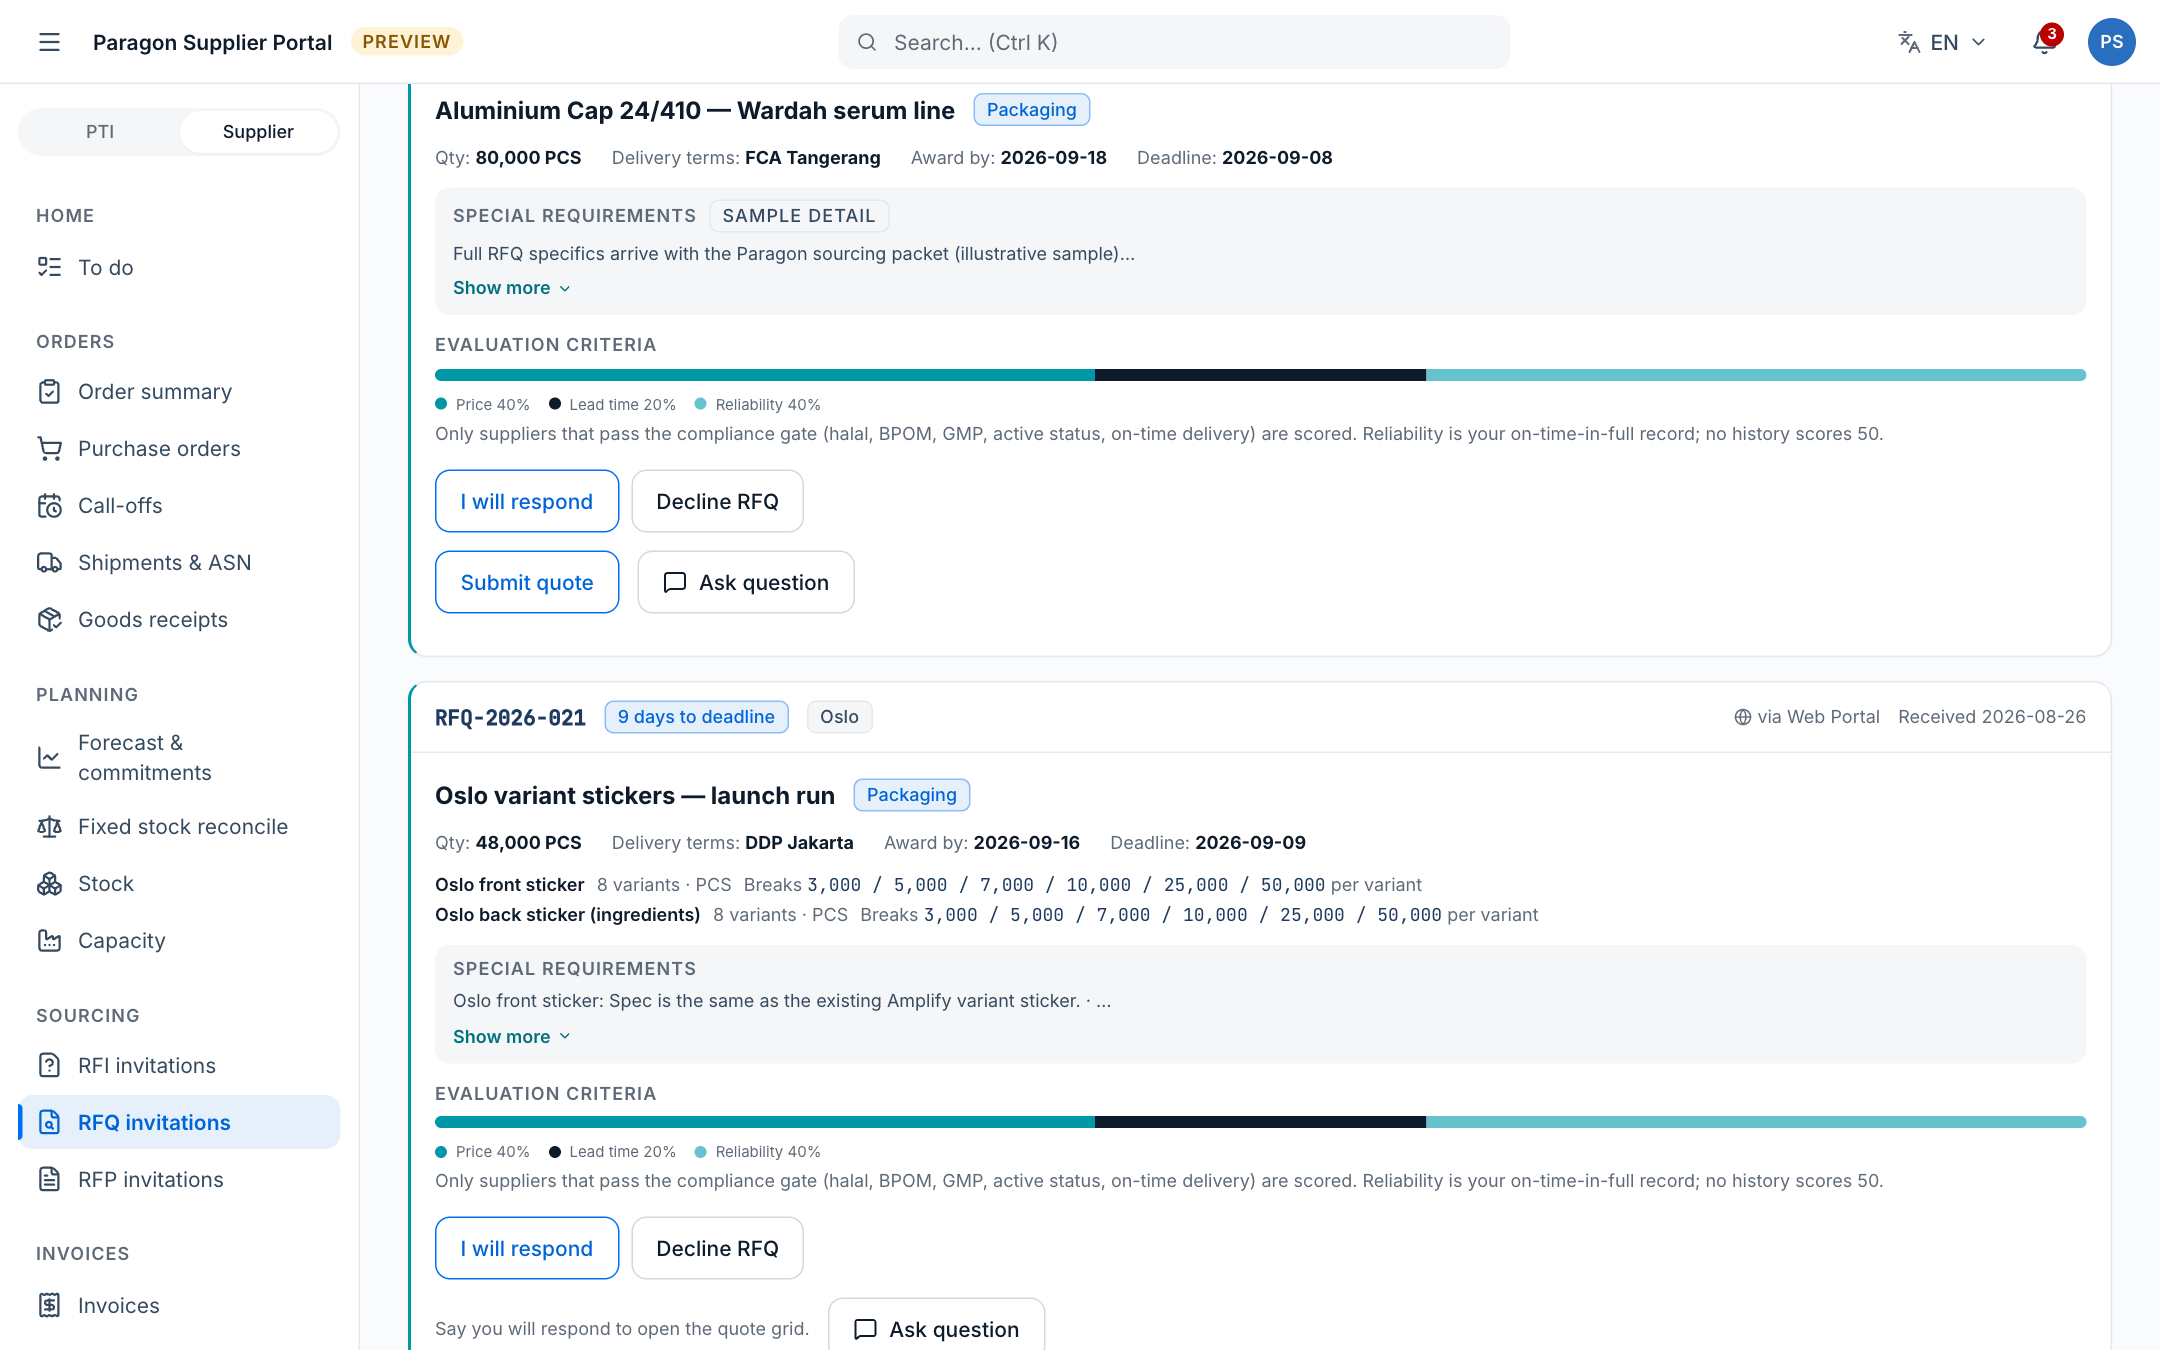 Paragon Supplier Portal PREVIEW Search... (Ctrl K) EN 3 PS
PTI Supplier
HOME
To do
ORDERS
Order summary
Purchase orders
Call-offs
Shipments & ASN
Goods receipts
PLANNING
Forecast &
commitments
Fixed stock reconcile
Stock
Capacity
SOURCING
RFI invitations
RFQ invitations
RFP invitations
INVOICES
Invoices
Aluminium Cap 24/410 — Wardah serum line Packaging
Qty: 80,000 PCS Delivery terms: FCA Tangerang Award by: 2026-09-18 Deadline: 2026-09-08
SPECIAL REQUIREMENTS SAMPLE DETAIL
Full RFQ specifics arrive with the Paragon sourcing packet (illustrative sample)...
Show more
EVALUATION CRITERIA
Price 40% Lead time 20% Reliability 40%
Only suppliers that pass the compliance gate (halal, BPOM, GMP, active status, on-time delivery) are scored. Reliability is your on-time-in-full record; no history scores 50.
I will respond Decline RFQ
Submit quote Ask question
RFQ-2026-021 9 days to deadline Oslo via Web Portal Received 2026-08-26
Oslo variant stickers — launch run Packaging
Qty: 48,000 PCS Delivery terms: DDP Jakarta Award by: 2026-09-16 Deadline: 2026-09-09
Oslo front sticker 8 variants · PCS Breaks 3,000 / 5,000 / 7,000 / 10,000 / 25,000 / 50,000 per variant
Oslo back sticker (ingredients) 8 variants · PCS Breaks 3,000 / 5,000 / 7,000 / 10,000 / 25,000 / 50,000 per variant
SPECIAL REQUIREMENTS
Oslo front sticker: Spec is the same as the existing Amplify variant sticker. · ...
Show more
EVALUATION CRITERIA
Price 40% Lead time 20% Reliability 40%
Only suppliers that pass the compliance gate (halal, BPOM, GMP, active status, on-time delivery) are scored. Reliability is your on-time-in-full record; no history scores 50.
I will respond Decline RFQ
Say you will respond to open the quote grid. Ask question